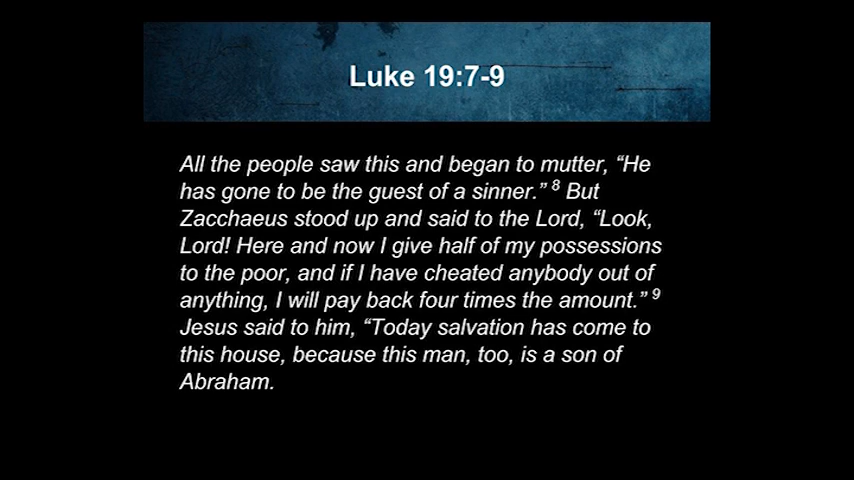 Luke 19:7-9
All the people saw this and began to mutter, “He
has gone to be the guest of a sinner.” 8 But
Zacchaeus stood up and said to the Lord, “Look,
Lord! Here and now I give half of my possessions
to the poor, and if I have cheated anybody out of
anything, I will pay back four times the amount.” 9
Jesus said to him, “Today salvation has come to
this house, because this man, too, is a son of
Abraham.